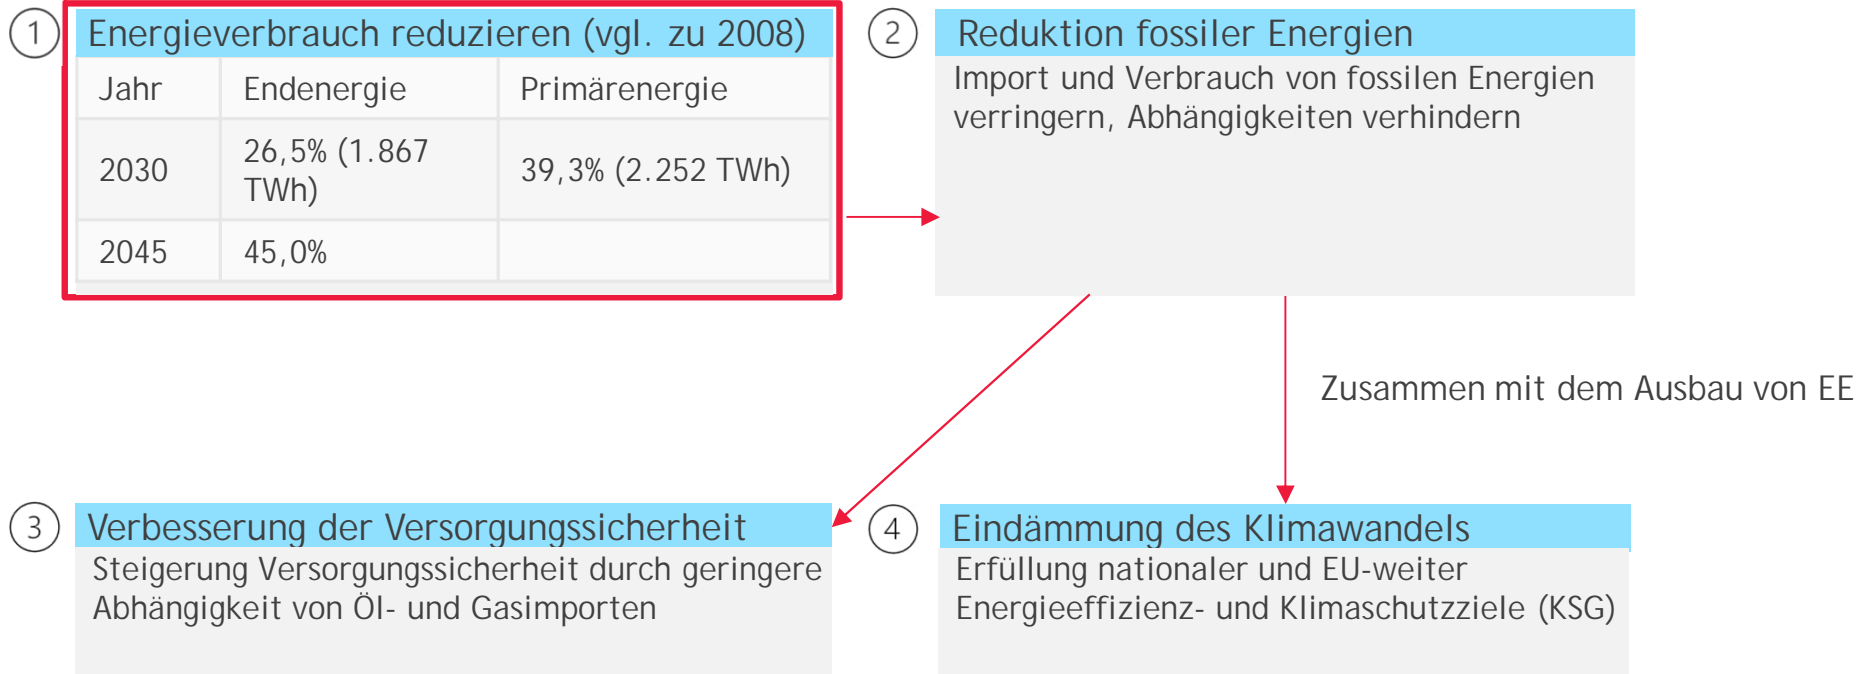 1
Energieverbrauch reduzieren (vgl. zu 2008)
Jahr Endenergie Primärenergie
2030 26,5% (1.867 TWh) 39,3% (2.252 TWh)
2045 45,0%
2
Reduktion fossiler Energien
Import und Verbrauch von fossilen Energien
verringern, Abhängigkeiten verhindern
Zusammen mit dem Ausbau von EE
3
Verbesserung der Versorgungssicherheit
Steigerung Versorgungssicherheit durch geringere
Abhängigkeit von Öl- und Gasimporten
4
Eindämmung des Klimawandels
Erfüllung nationaler und EU-weiter
Energieeffizienz- und Klimaschutzziele (KSG)